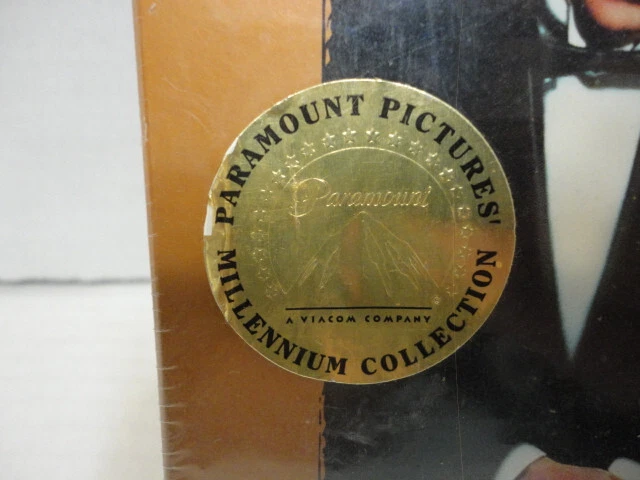 PARAMOUNT PICTURES'
Paramount
A VIACOM COMPANY
MILLENNIUM COLLECTION